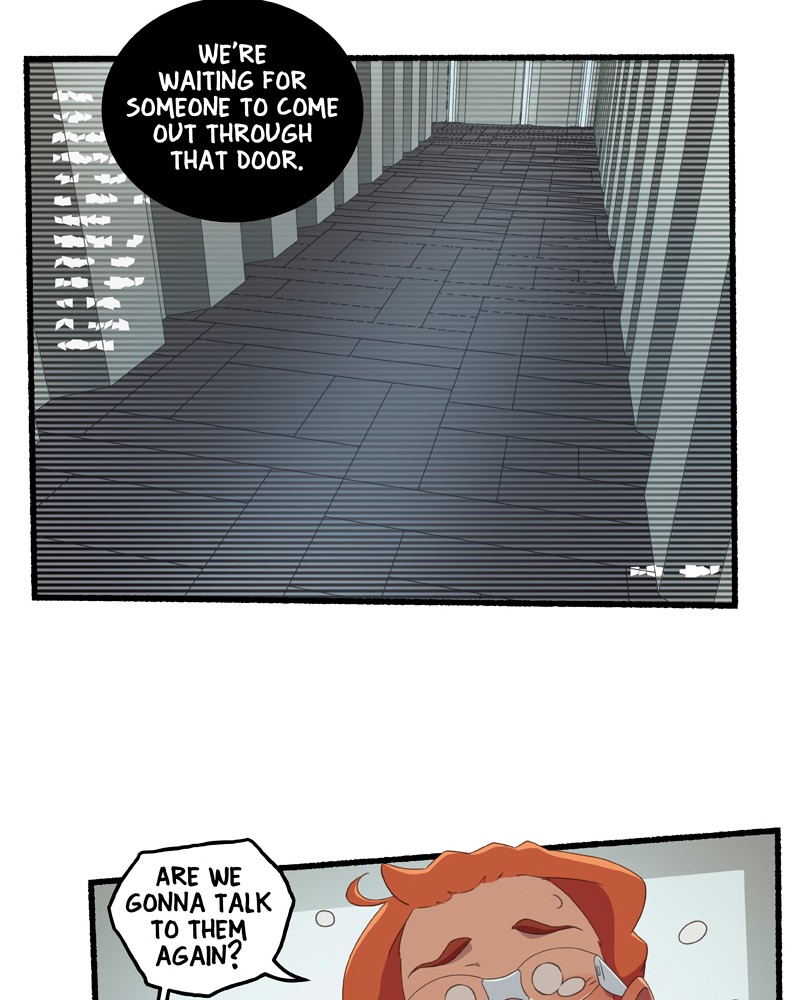 WE'RE
WAITING FOR
SOMEONE TO COME
OUT THROUGH
THAT DOOR.
ARE WE
GONNA TALK
TO THEM
AGAIN?